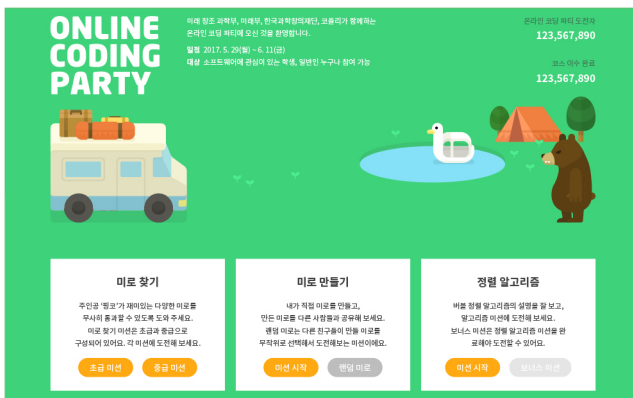 ONLINE
CODING
PARTY
미래 창조 과학부, 미래부, 한국과학창의재단, 코올리가 함께하는
온라인 코딩 파티에 오신 것을 환영합니다.
일정 2017. 5. 29(월) ~ 6. 11(금)
대상 소프트웨어에 관심이 있는 학생, 일반인 누구나 참여 가능
온라인 코딩 파티 도전자
123,567,890
코스 이수 완료
123,567,890
미로 찾기
주인공 '핑코'가 재미있는 다양한 미로를
무사히 통과할 수 있도록 도와 주세요.
미로 찾기 미션은 초급과 중급으로
구성되어 있어요. 각 미션에 도전해 보세요.
초급 미션
중급 미션
미로 만들기
내가 직접 미로를 만들고,
만든 미로를 다른 사람들과 공유해 보세요.
랜덤 미로는 다른 친구들이 만들 미로를
무작위로 선택해서 도전해보는 미션이에요.
미션 시작
랜덤 미로
정렬 알고리즘
버블 정렬 알고리즘의 설명을 잘 보고,
알고리즘 미션에 도전해 보세요.
보너스 미션은 정렬 알고리즘 미션을 완
료해야 도전할 수 있어요.
미션 시작
보너스 미션